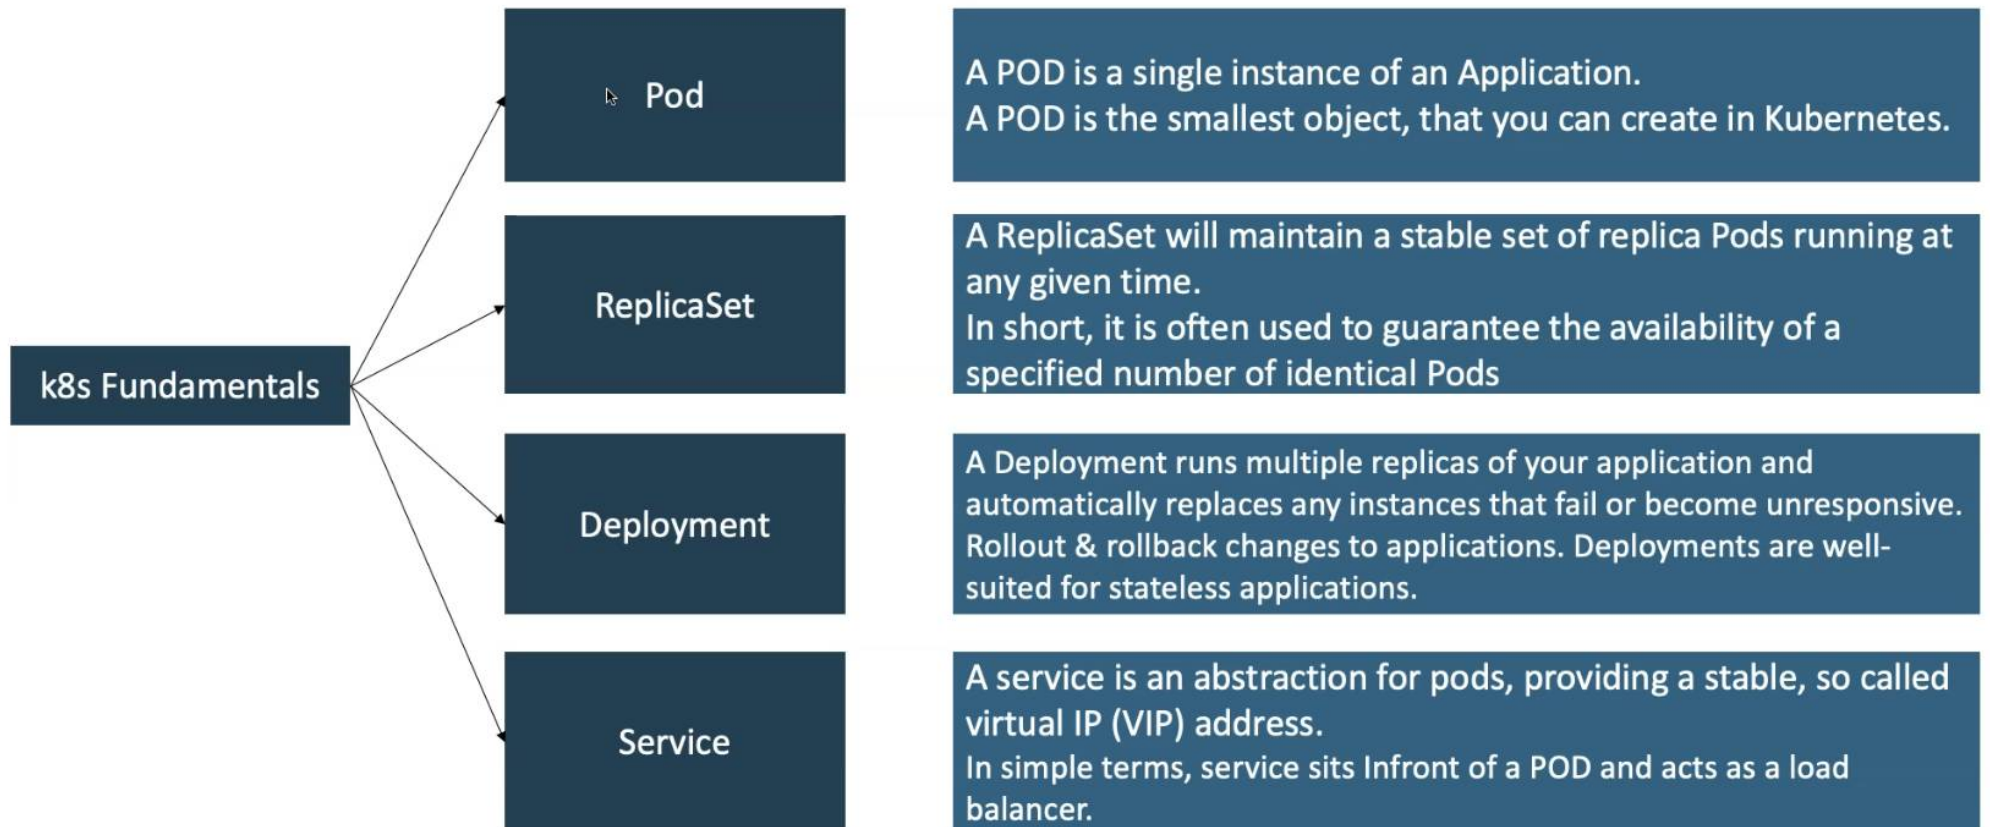 Pod
A POD is a single instance of an Application.
A POD is the smallest object, that you can create in Kubernetes.
ReplicaSet
A ReplicaSet will maintain a stable set of replica Pods running at
any given time.
In short, it is often used to guarantee the availability of a
specified number of identical Pods
k8s Fundamentals
Deployment
A Deployment runs multiple replicas of your application and
automatically replaces any instances that fail or become unresponsive.
Rollout & rollback changes to applications. Deployments are well-
suited for stateless applications.
Service
A service is an abstraction for pods, providing a stable, so called
virtual IP (VIP) address.
In simple terms, service sits Infront of a POD and acts as a load
balancer.